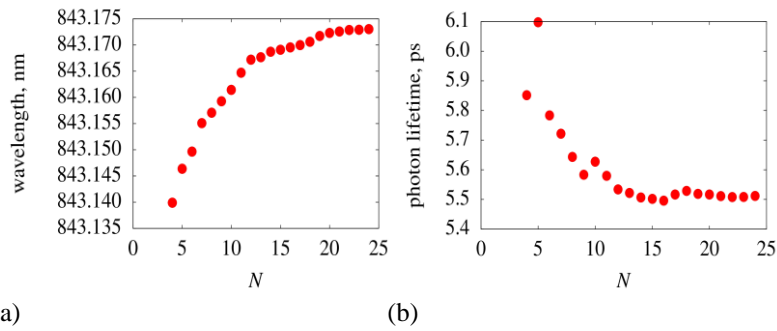 843.175
843.170
843.165
843.160
843.155
843.150
843.145
843.140
843.135
wavelength, nm
0 5 10 15 20 25
N
6.1
6.0
5.9
5.8
5.7
5.6
5.5
5.4
photon lifetime, ps
0 5 10 15 20 25
N
a) (b)